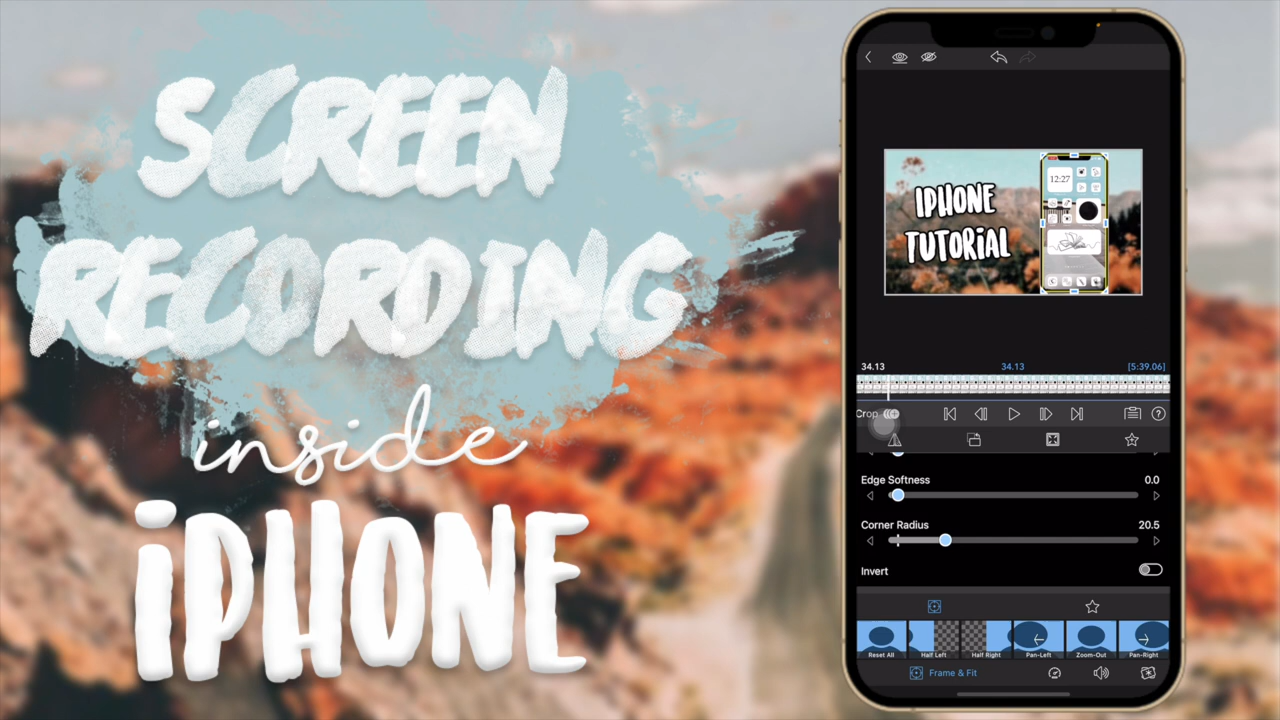 SCREEN
RECORDING
inside
iPHONE
12:27
IPHONE
TUTORiAL
34.13
34.13
[5:39.06]
Crop
?
Edge Softness
0.0
Corner Radius
20.5
Invert
Reset All
Half Left
Half Right
Pan-Left
Zoom-Out
Pan-Right
Frame & Fit